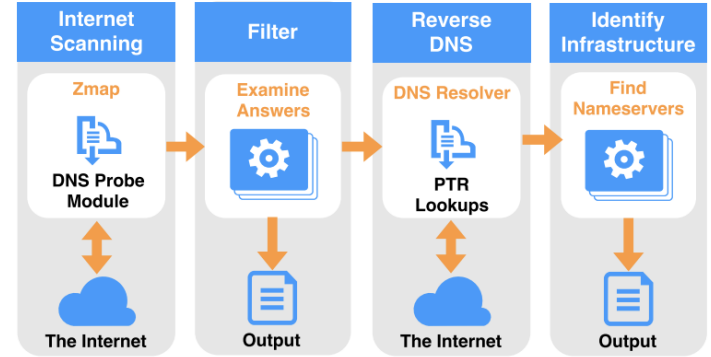 Internet
Scanning
Zmap
DNS Probe
Module
The Internet
Filter
Examine
Answers
Output
Reverse
DNS
DNS Resolver
PTR
Lookups
The Internet
Identify
Infrastructure
Find
Nameservers
Output